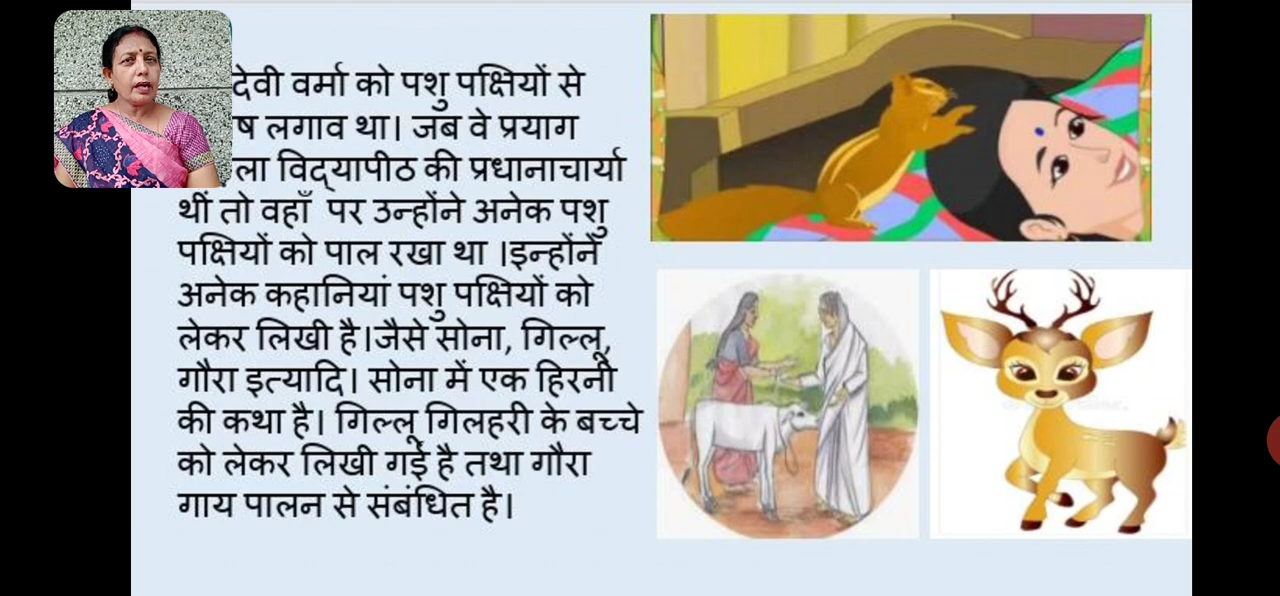 देवी वर्मा को पशु पक्षियों से
ष लगाव था। जब वे प्रयाग
ला विद्यापीठ की प्रधानाचार्या
थीं तो वहाँ पर उन्होंने अनेक पशु
पक्षियों को पाल रखा था ।इन्होंने
अनेक कहानियां पशु पक्षियों को
लेकर लिखी है।जैसे सोना, गिल्लू,
गौरा इत्यादि। सोना में एक हिरनी
की कथा है। गिल्लू गिलहरी के बच्चे
को लेकर लिखी गई है तथा गौरा
गाय पालन से संबंधित है।